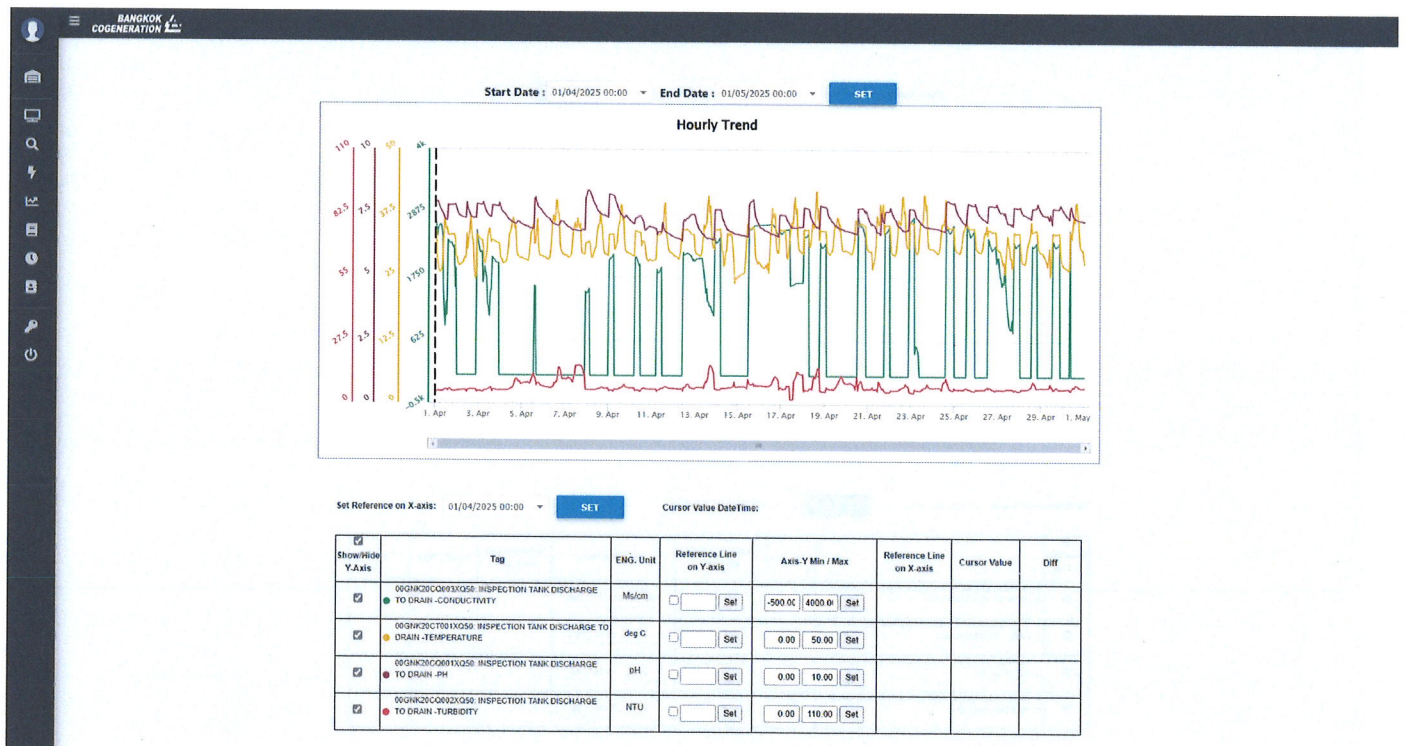 BANGKOK
COGENERATION
Start Date : 01/04/2025 00:00 End Date : 01/05/2025 00:00 SET
Hourly Trend
110 10 50 4k
82.5 7.5 37.5 2875
55 5 25 1750
27.5 2.5 12.5 625
0 0 0 -0.5k
1. Apr 3. Apr 5. Apr 7. Apr 9. Apr 11. Apr 13. Apr 15. Apr 17. Apr 19. Apr 21. Apr 23. Apr 25. Apr 27. Apr 29. Apr 1. May
Set Reference on X-axis: 01/04/2025 00:00 SET Cursor Value DateTime:
Show/Hide
Y-Axis
Tag
ENG. Unit
Reference Line
on Y-axis
Axis-Y Min / Max
Reference Line
on X-axis
Cursor Value
Diff
00GNK20CQ003XQ50: INSPECTION TANK DISCHARGE
TO DRAIN -CONDUCTIVITY
Ms/cm
Set
-500.00 4000.0 Set
00GNK20CT001XQ50: INSPECTION TANK DISCHARGE TO
DRAIN -TEMPERATURE
deg C
Set
0.00 50.00 Set
00GNK20CQ001XQ50: INSPECTION TANK DISCHARGE
TO DRAIN -PH
pH
Set
0.00 10.00 Set
00GNK20CQ002XQ50: INSPECTION TANK DISCHARGE
TO DRAIN -TURBIDITY
NTU
Set
0.00 110.00 Set